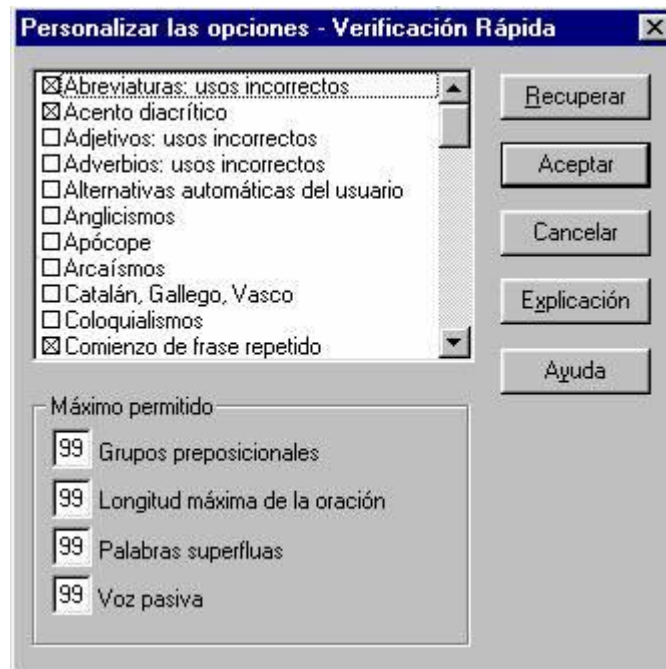 Personalizar las opciones - Verificación Rápida
Abreviaturas: usos incorrectos
Acento diacrítico
Adjetivos: usos incorrectos
Adverbios: usos incorrectos
Alternativas automáticas del usuario
Anglicismos
Apócope
Arcaísmos
Catalán, Gallego, Vasco
Coloquialismos
Comienzo de frase repetido
Recuperar
Aceptar
Cancelar
Explicación
Ayuda
Máximo permitido
99 Grupos preposicionales
99 Longitud máxima de la oración
99 Palabras superfluas
99 Voz pasiva